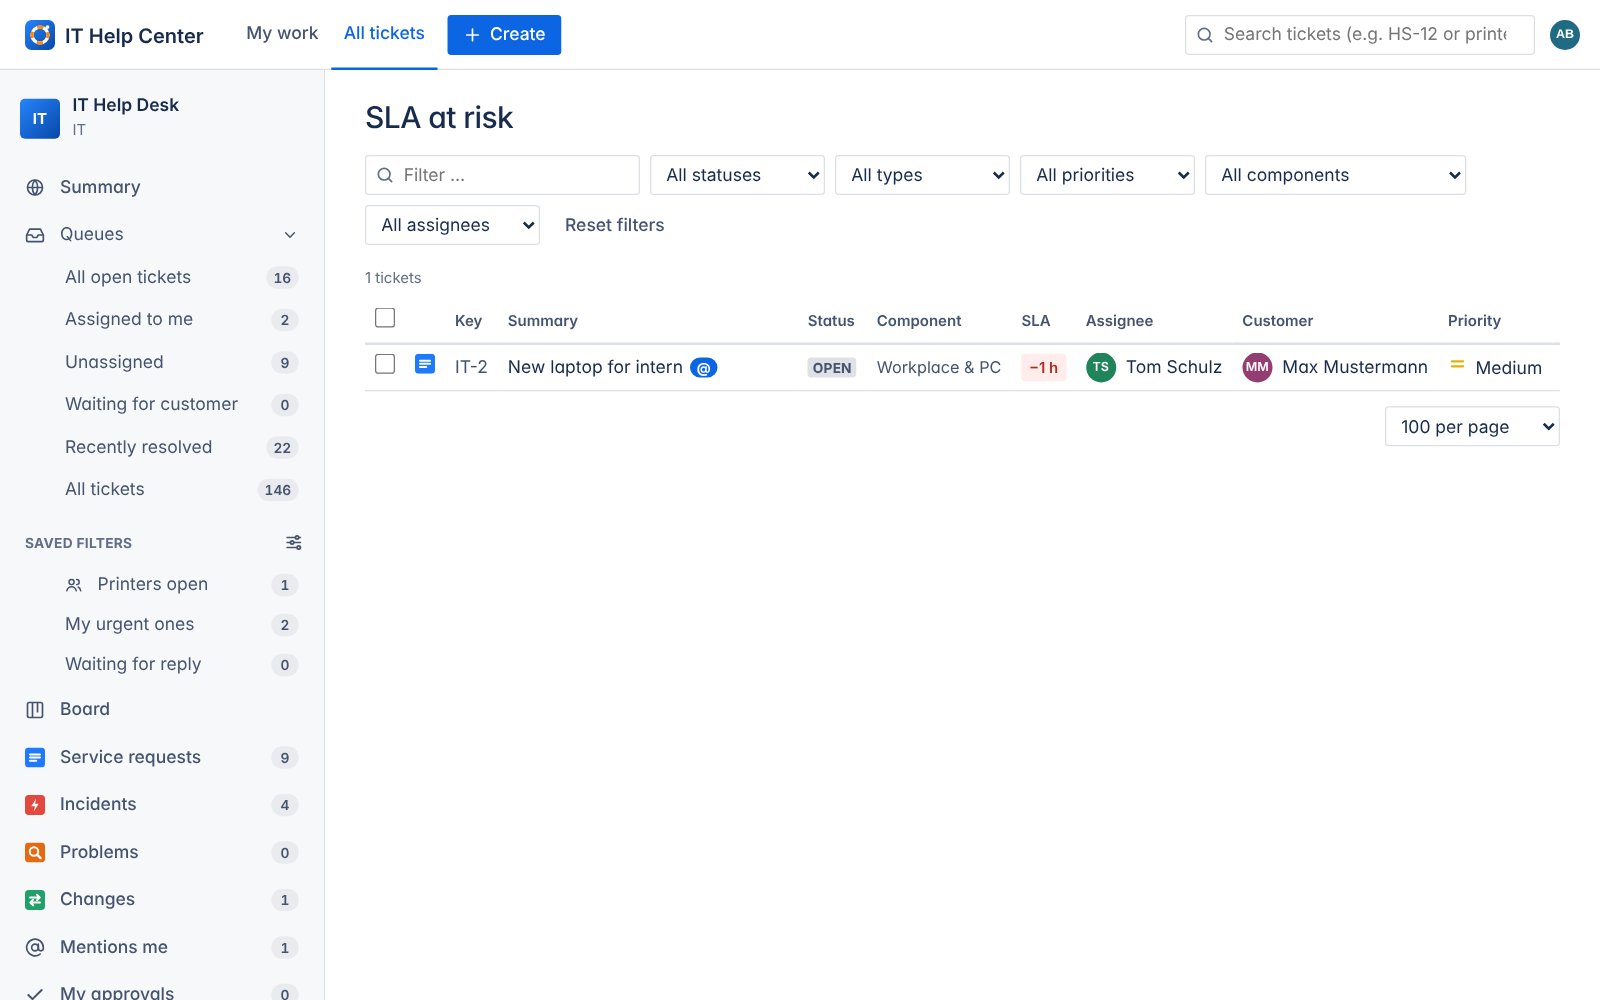 IT Help Center
My work
All tickets
Create
Search tickets (e.g. HS-12 or printe
AB
IT
IT Help Desk
IT
Summary
Queues
All open tickets 16
Assigned to me 2
Unassigned 9
Waiting for customer 0
Recently resolved 22
All tickets 146
SAVED FILTERS
Printers open 1
My urgent ones 2
Waiting for reply 0
Board
Service requests 9
Incidents 4
Problems 0
Changes 1
Mentions me 1
My approvals 0
SLA at risk
Filter ...
All statuses
All types
All priorities
All components
All assignees
Reset filters
1 tickets
Key Summary Status Component SLA Assignee Customer Priority
IT-2 New laptop for intern @ OPEN Workplace & PC −1 h TS Tom Schulz MM Max Mustermann Medium
100 per page